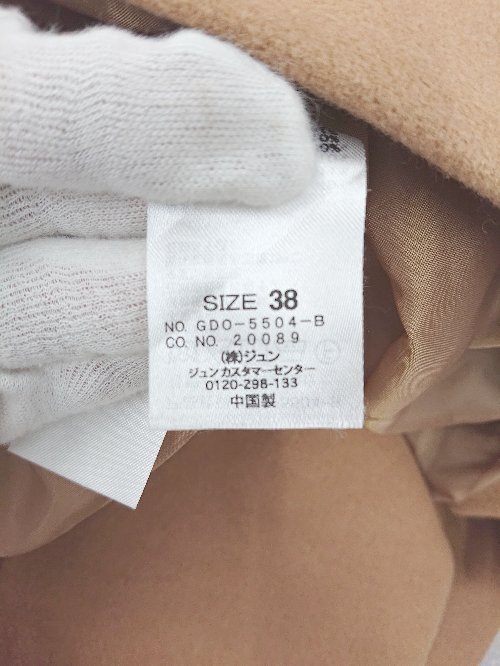 SIZE 38
NO. GDO-5504-B
CO. NO. 20089
(株)ジュン
ジュンカスタマーセンター
0120-298-133
中国製